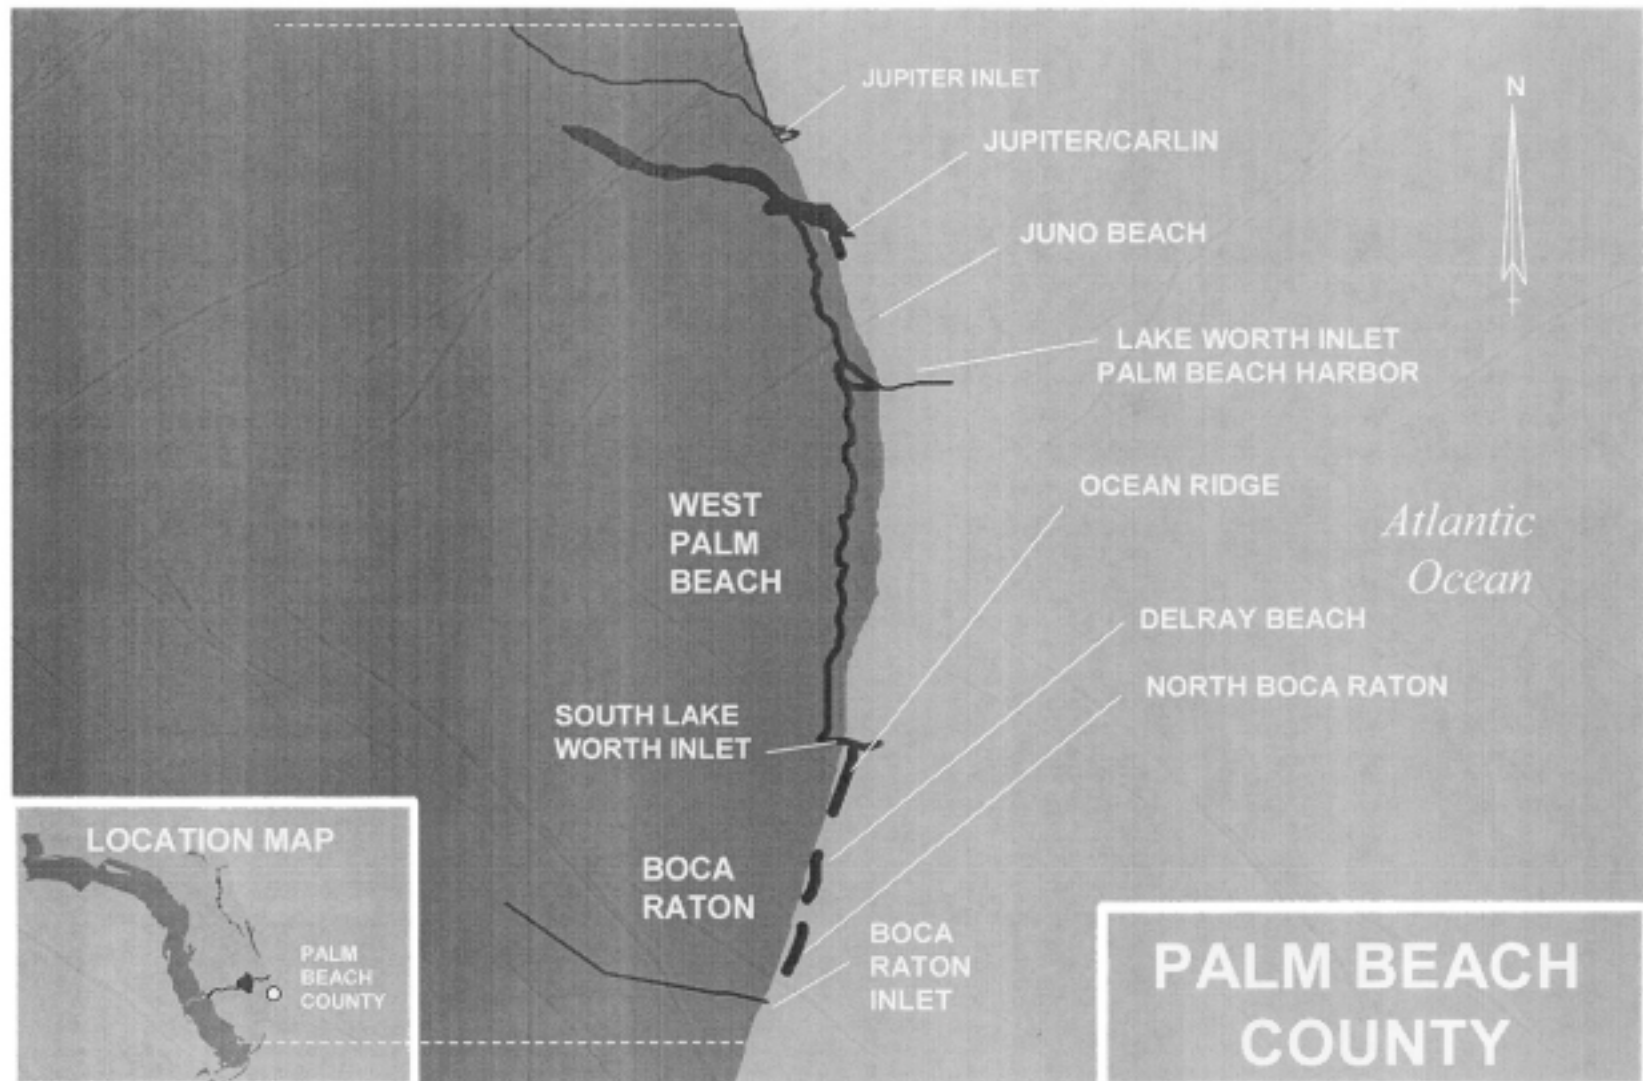 JUPITER INLET
N
JUPITER/CARLIN
JUNO BEACH
LAKE WORTH INLET
PALM BEACH HARBOR
OCEAN RIDGE
WEST
PALM
BEACH
Atlantic
Ocean
DELRAY BEACH
NORTH BOCA RATON
SOUTH LAKE
WORTH INLET
BOCA
RATON
BOCA
RATON
INLET
LOCATION MAP
PALM
BEACH
COUNTY
PALM BEACH
COUNTY